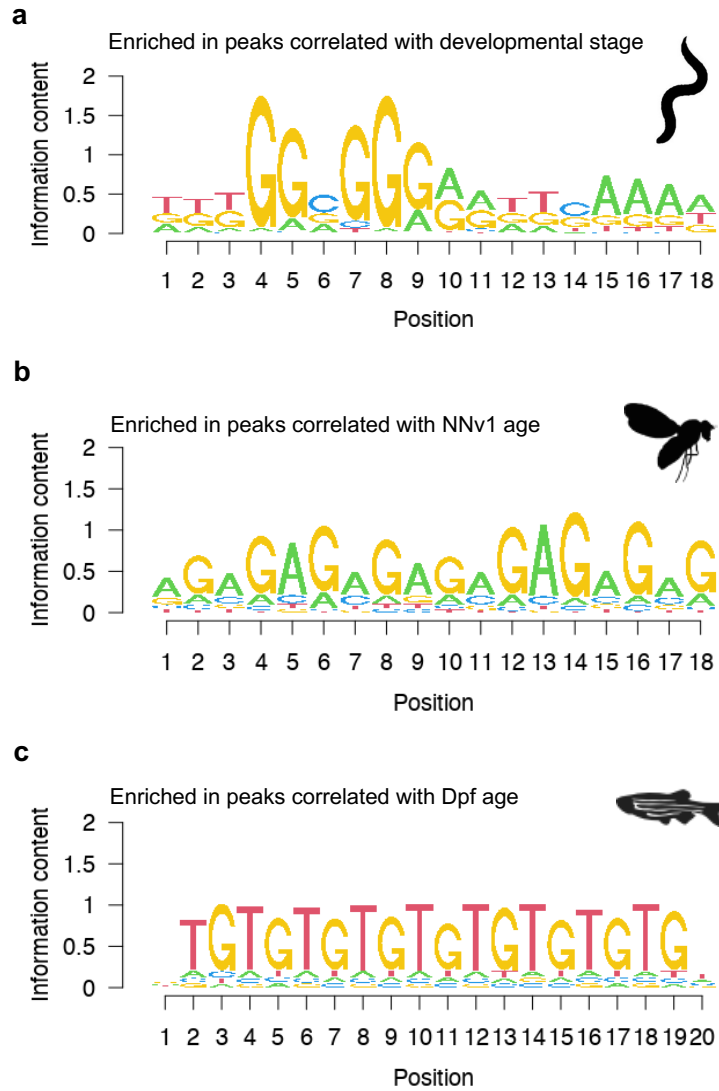 a
Enriched in peaks correlated with developmental stage
2
1.5
1
0.5
0
Information content
1 2 3 4 5 6 7 8 9 10 11 12 13 14 15 16 17 18
Position
b
Enriched in peaks correlated with NNv1 age
2
1.5
1
0.5
0
Information content
1 2 3 4 5 6 7 8 9 10 11 12 13 14 15 16 17 18
Position
c
Enriched in peaks correlated with Dpf age
2
1.5
1
0.5
0
Information content
TGTGTGTGTGTGTGTGTG
1 2 3 4 5 6 7 8 9 10 11 12 13 14 15 16 17 18 19 20
Position